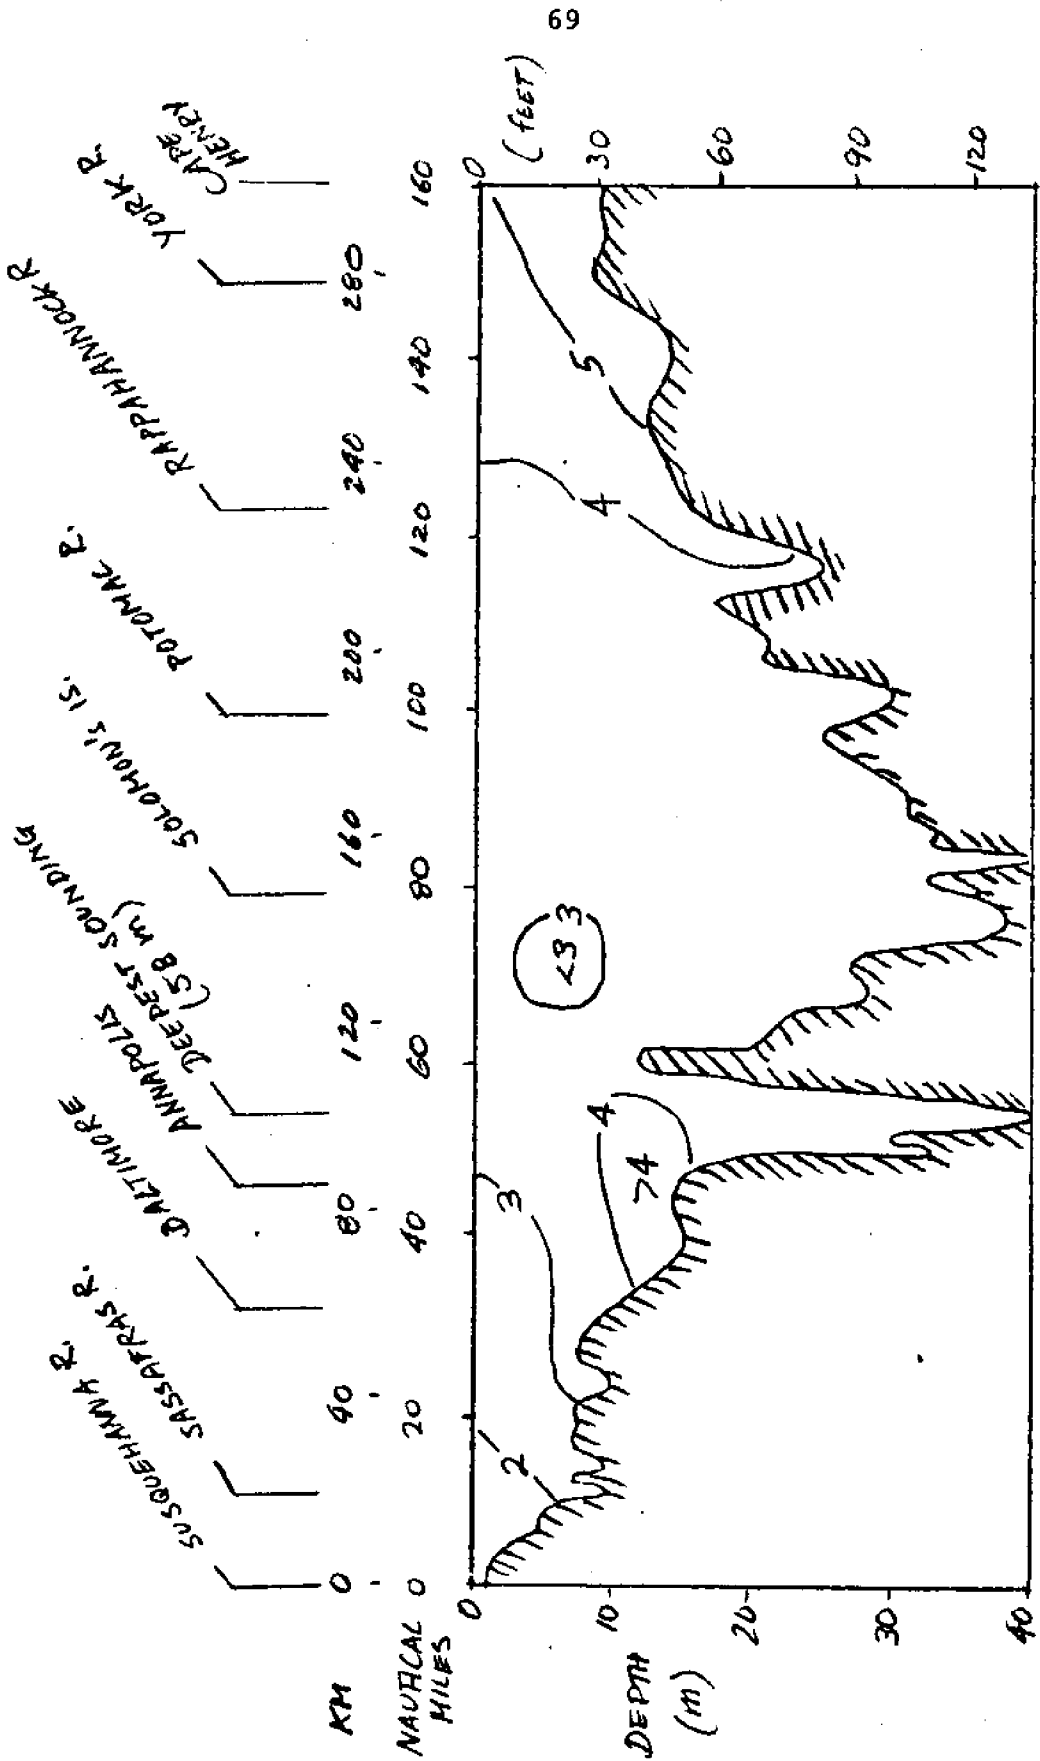 69
SUSQUEHANNA R.
SASSAFRAS R.
BALTIMORE
ANNAPOLIS
DEEPEST SOUNDING
(58 m)
SOLOMON'S IS.
POTOMAC R.
RAPPAHANNOCK R
YORK R.
CAPE
HENRY
KM 0 40 80 120 160 200 240 280
NAUTICAL
MILES
0 20 40 60 80 100 120 140 160
DEPTH
(m)
0
10
20
30
40
0
(FEET)
30
60
90
120
2
3
4
>4
3
<3
4
5